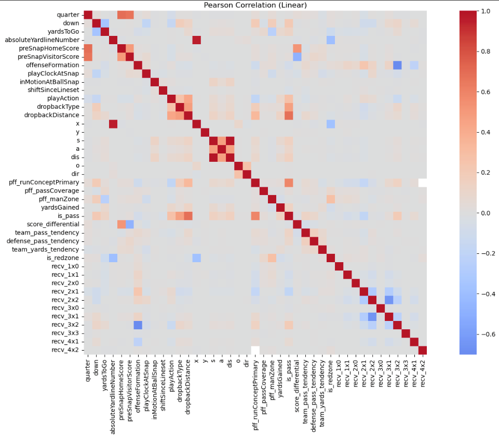 Pearson Correlation (Linear)
quarter
down
yardsToGo
absoluteYardlineNumber
preSnapHomeScore
preSnapVisitorScore
offenseFormation
playClockAtSnap
inMotionAtBallSnap
shiftSinceLineset
playAction
dropbackType
dropbackDistance
x
y
s
a
dis
o
dir
pff_runConceptPrimary
pff_passCoverage
pff_manZone
yardsGained
is_pass
score_differential
team_pass_tendency
defense_pass_tendency
team_yards_tendency
is_redzone
recv_1x0
recv_1x1
recv_2x0
recv_2x1
recv_2x2
recv_3x0
recv_3x1
recv_3x2
recv_3x3
recv_4x1
recv_4x2
quarter
down
yardsToGo
absoluteYardlineNumber
preSnapHomeScore
preSnapVisitorScore
offenseFormation
playClockAtSnap
inMotionAtBallSnap
shiftSinceLineset
playAction
dropbackType
dropbackDistance
x
y
s
a
dis
o
dir
pff_runConceptPrimary
pff_passCoverage
pff_manZone
yardsGained
is_pass
score_differential
team_pass_tendency
defense_pass_tendency
team_yards_tendency
is_redzone
recv_1x0
recv_1x1
recv_2x0
recv_2x1
recv_2x2
recv_3x0
recv_3x1
recv_3x2
recv_3x3
recv_4x1
recv_4x2
1.0
0.8
0.6
0.4
0.2
0.0
−0.2
−0.4
−0.6